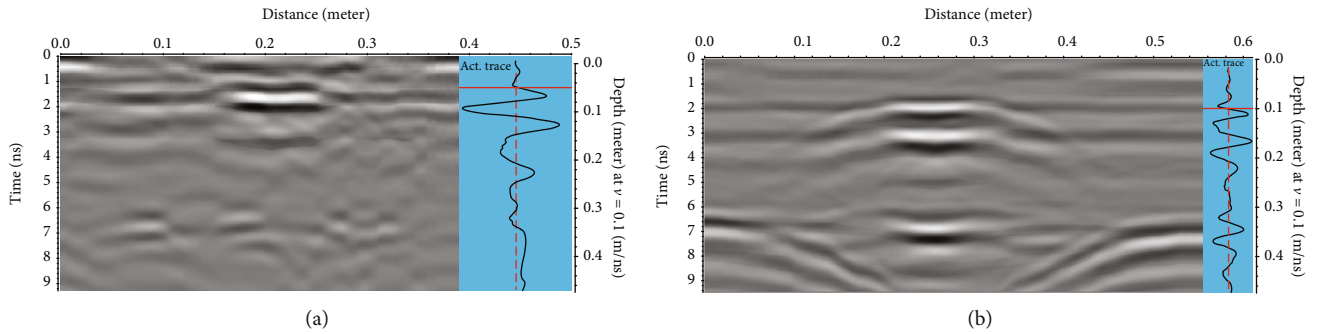 Distance (meter)
0.0 0.1 0.2 0.3 0.4 0.5
Act. trace
0
1
2
3
4
5
6
7
8
9
Time (ns)
0.0
0.1
0.2
0.3
0.4
Depth (meter) at v = 0.1 (m/ns)
(a)
Distance (meter)
0.0 0.1 0.2 0.3 0.4 0.5 0.6
Act. trace
0
1
2
3
4
5
6
7
8
9
Time (ns)
0.0
0.1
0.2
0.3
0.4
Depth (meter) at v = 0.1 (m/ns)
(b)